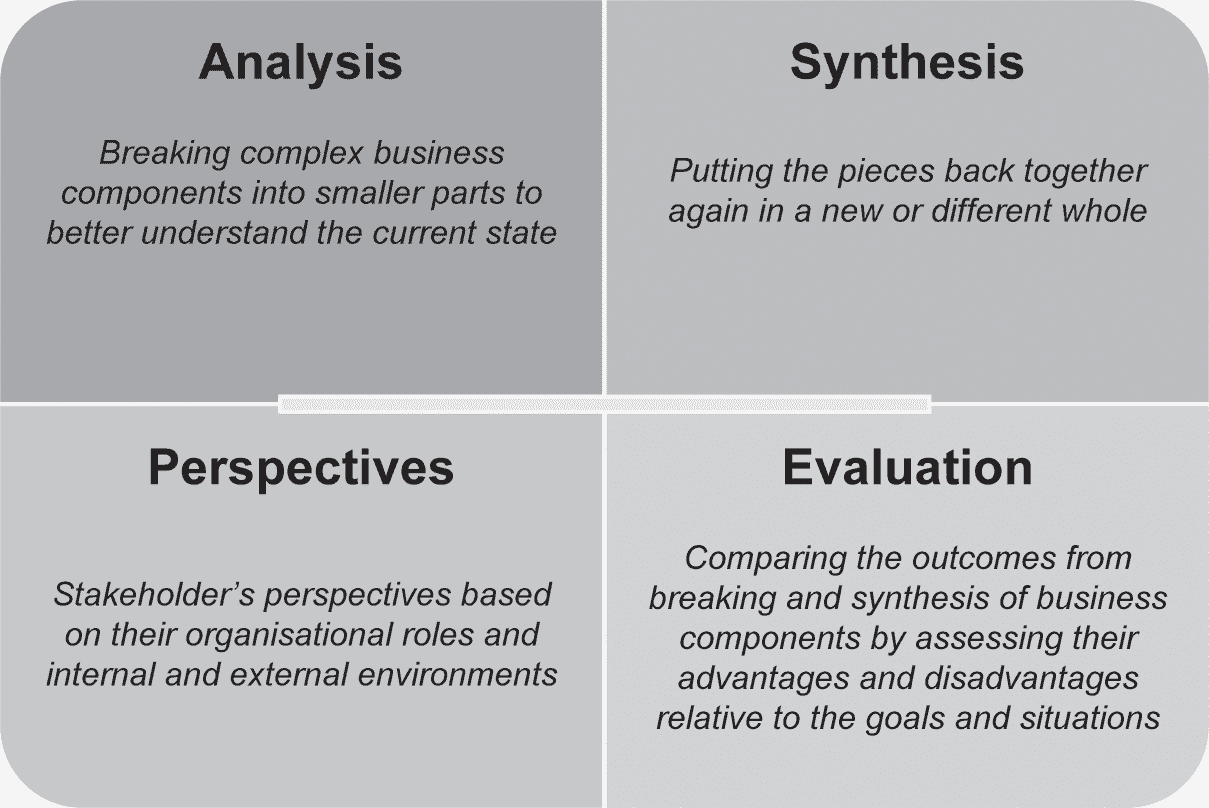 Analysis
Breaking complex business
components into smaller parts to
better understand the current state
Synthesis
Putting the pieces back together
again in a new or different whole
Perspectives
Stakeholder’s perspectives based
on their organisational roles and
internal and external environments
Evaluation
Comparing the outcomes from
breaking and synthesis of business
components by assessing their
advantages and disadvantages
relative to the goals and situations